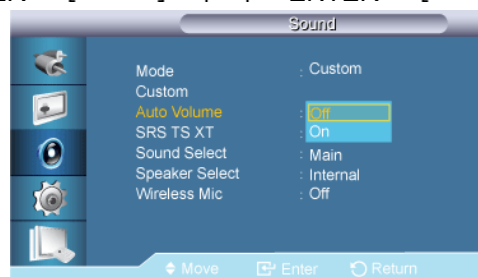 Sound
Mode : Custom
Custom
Auto Volume : Off
SRS TS XT : On
Sound Select : Main
Speaker Select : Internal
Wireless Mic : Off
Move Enter Return